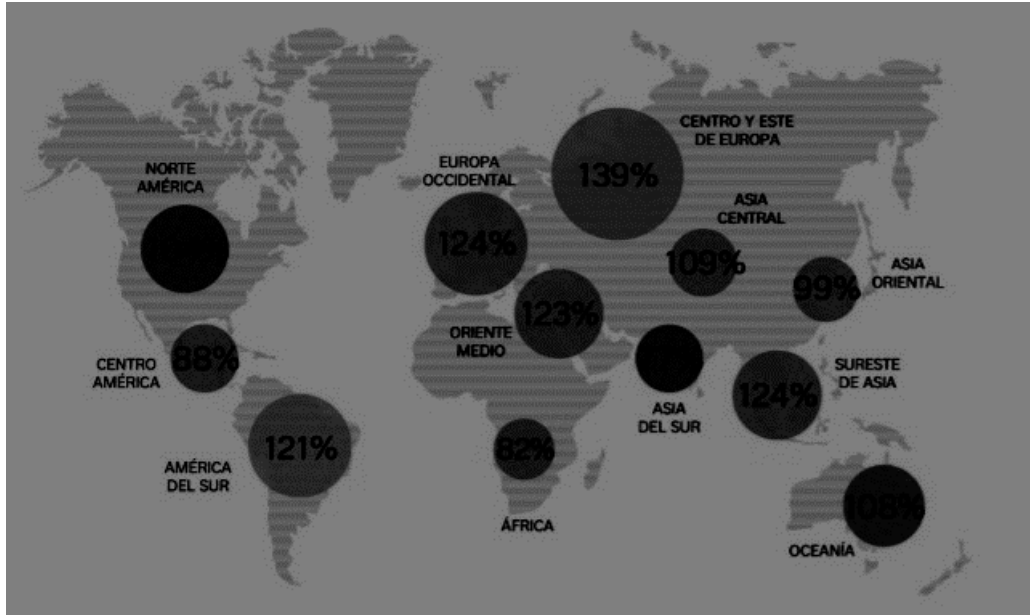 CENTRO Y ESTE
DE EUROPA
139%
NORTE
AMÉRICA
EUROPA
OCCIDENTAL
124%
ASIA
CENTRAL
109%
ASIA
ORIENTAL
99%
ORIENTE
MEDIO
123%
CENTRO
AMÉRICA
88%
SURESTE
DE ASIA
124%
ASIA
DEL SUR
AMÉRICA
DEL SUR
121%
82%
ÁFRICA
108%
OCEANÍA